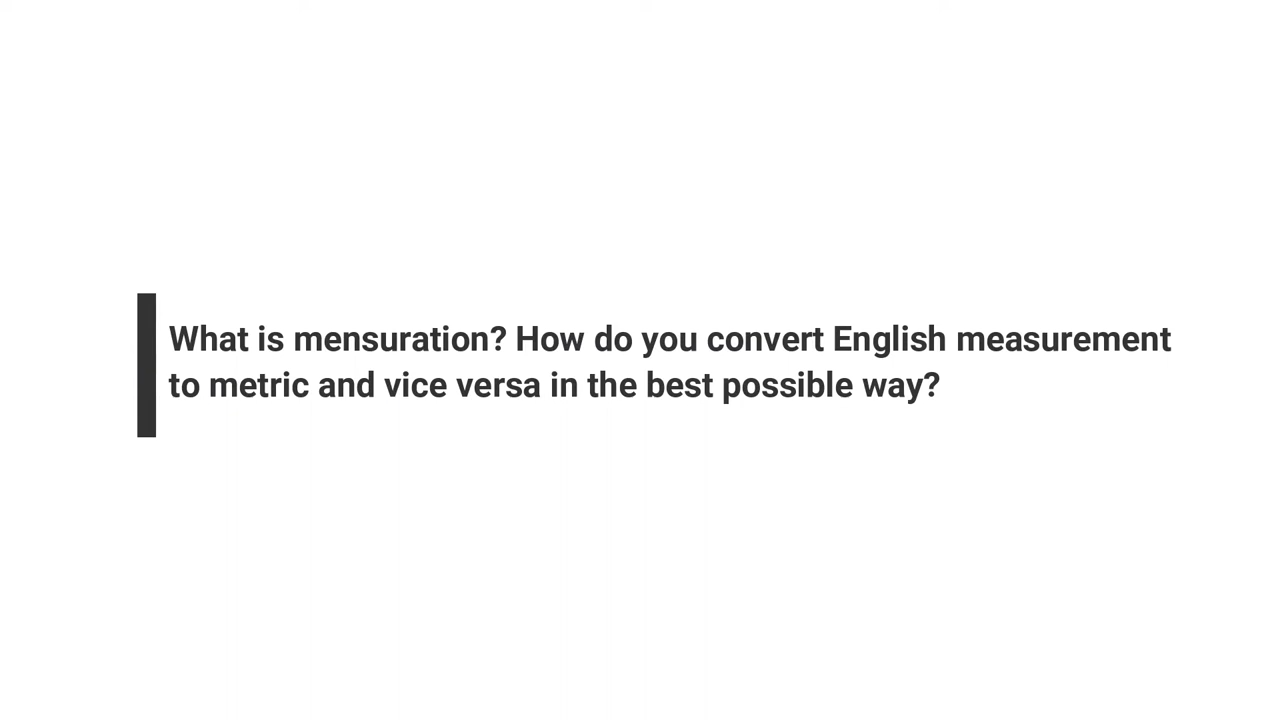 What is mensuration? How do you convert English measurement
to metric and vice versa in the best possible way?